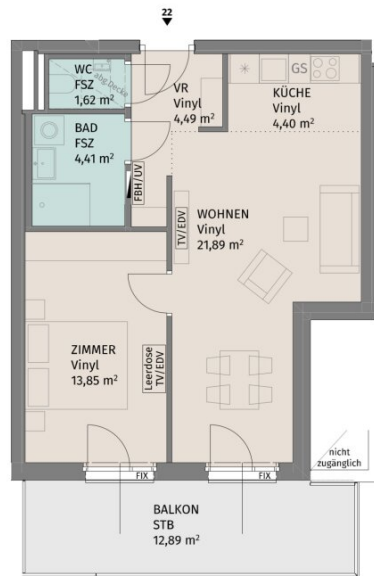 22
WC
FSZ
1,62 m²
abg.Decke
VR
Vinyl
4,49 m²
GS
KÜCHE
Vinyl
4,40 m²
BAD
FSZ
4,41 m²
FBH/UV
TV/EDV
WOHNEN
Vinyl
21,89 m²
ZIMMER
Vinyl
13,85 m²
Leerdose
TV/EDV
nicht
zugänglich
FIX
FIX
BALKON
STB
12,89 m²